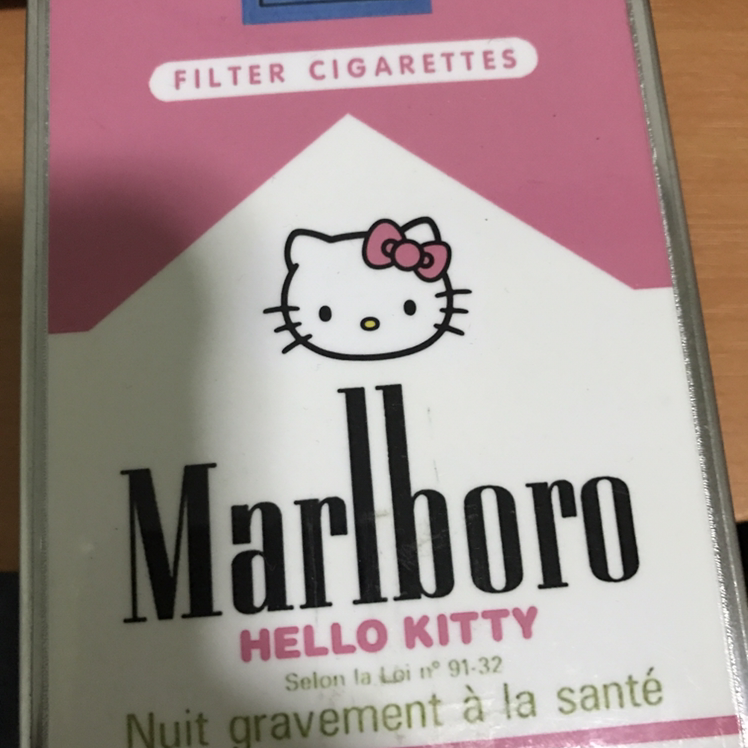 FILTER CIGARETTES
Marlboro
HELLO KITTY
Selon la Loi n° 91-32
Nuit gravement à la santé